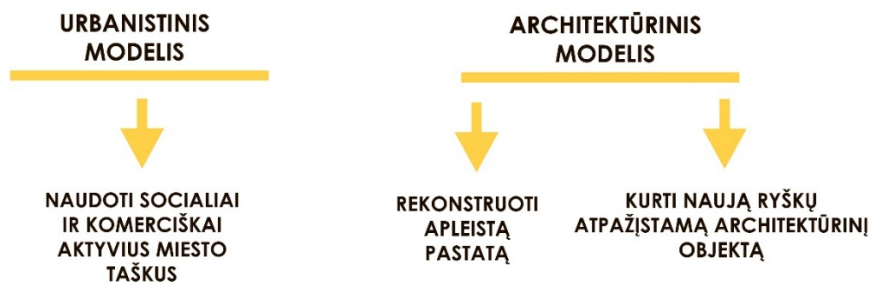 URBANISTINIS
MODELIS
ARCHITEKTŪRINIS
MODELIS
NAUDOTI SOCIALIAI
IR KOMERCIŠKAI
AKTYVIUS MIESTO
TAŠKUS
REKONSTRUOTI
APLEISTĄ
PASTATĄ
KURTI NAUJĄ RYŠKŲ
ATPAŽĮSTAMĄ ARCHITEKTŪRINĮ
OBJEKTĄ